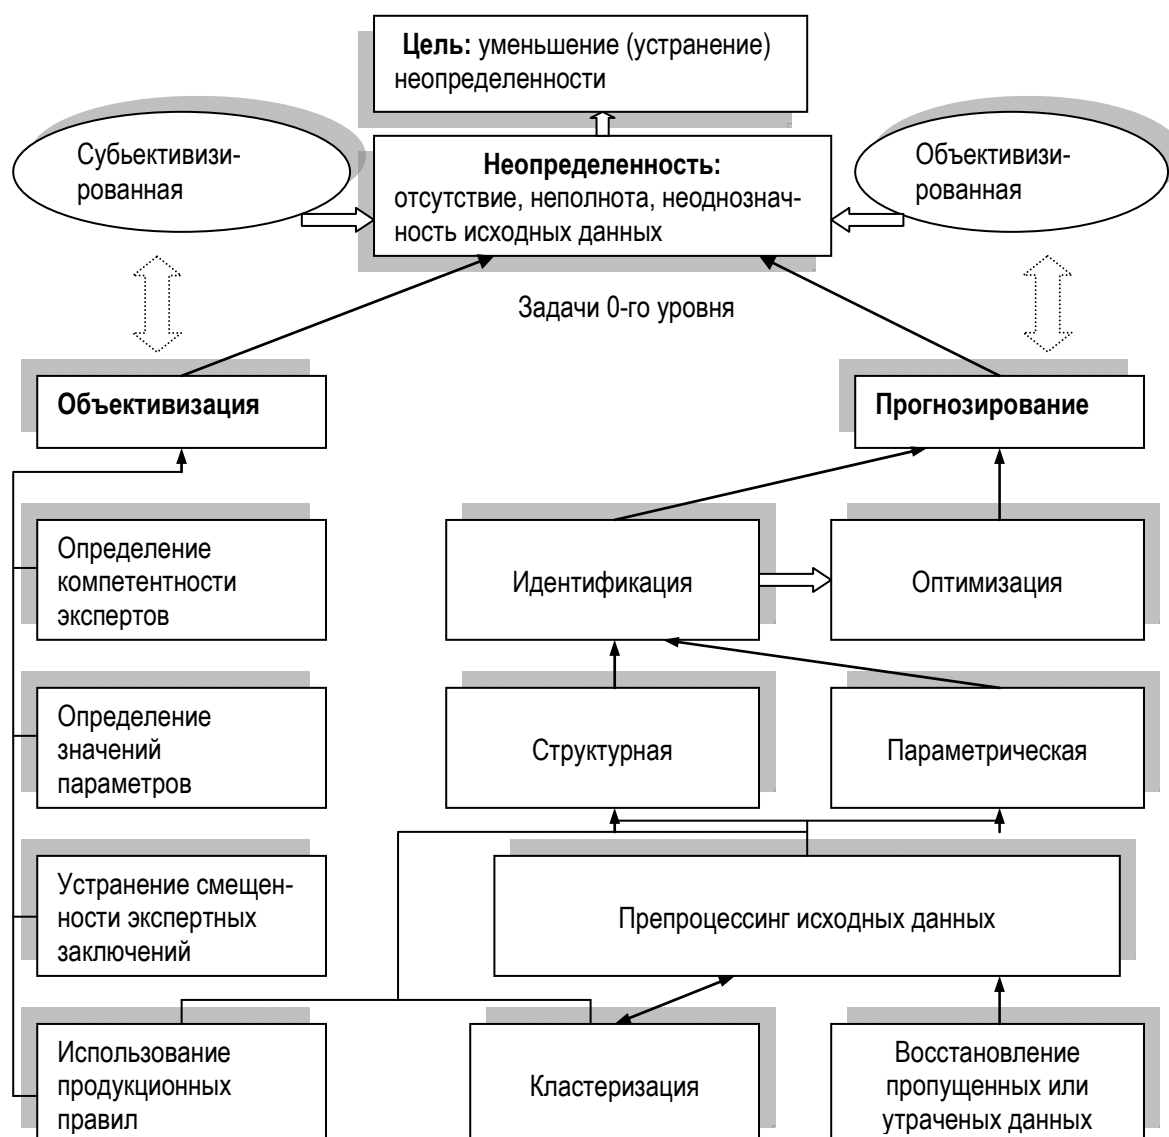 Цель: уменьшение (устранение)
неопределенности
Субьективизи-
рованная
Неопределенность:
отсутствие, неполнота, неоднознач-
ность исходных данных
Объективизи-
рованная
Задачи 0-го уровня
Объективизация
Прогнозирование
Определение
компетентности
экспертов
Идентификация
Оптимизация
Определение
значений
параметров
Структурная
Параметрическая
Устранение смещен-
ности экспертных
заключений
Препроцессинг исходных данных
Использование
продукционных
правил
Кластеризация
Восстановление
пропущенных или
утраченых данных